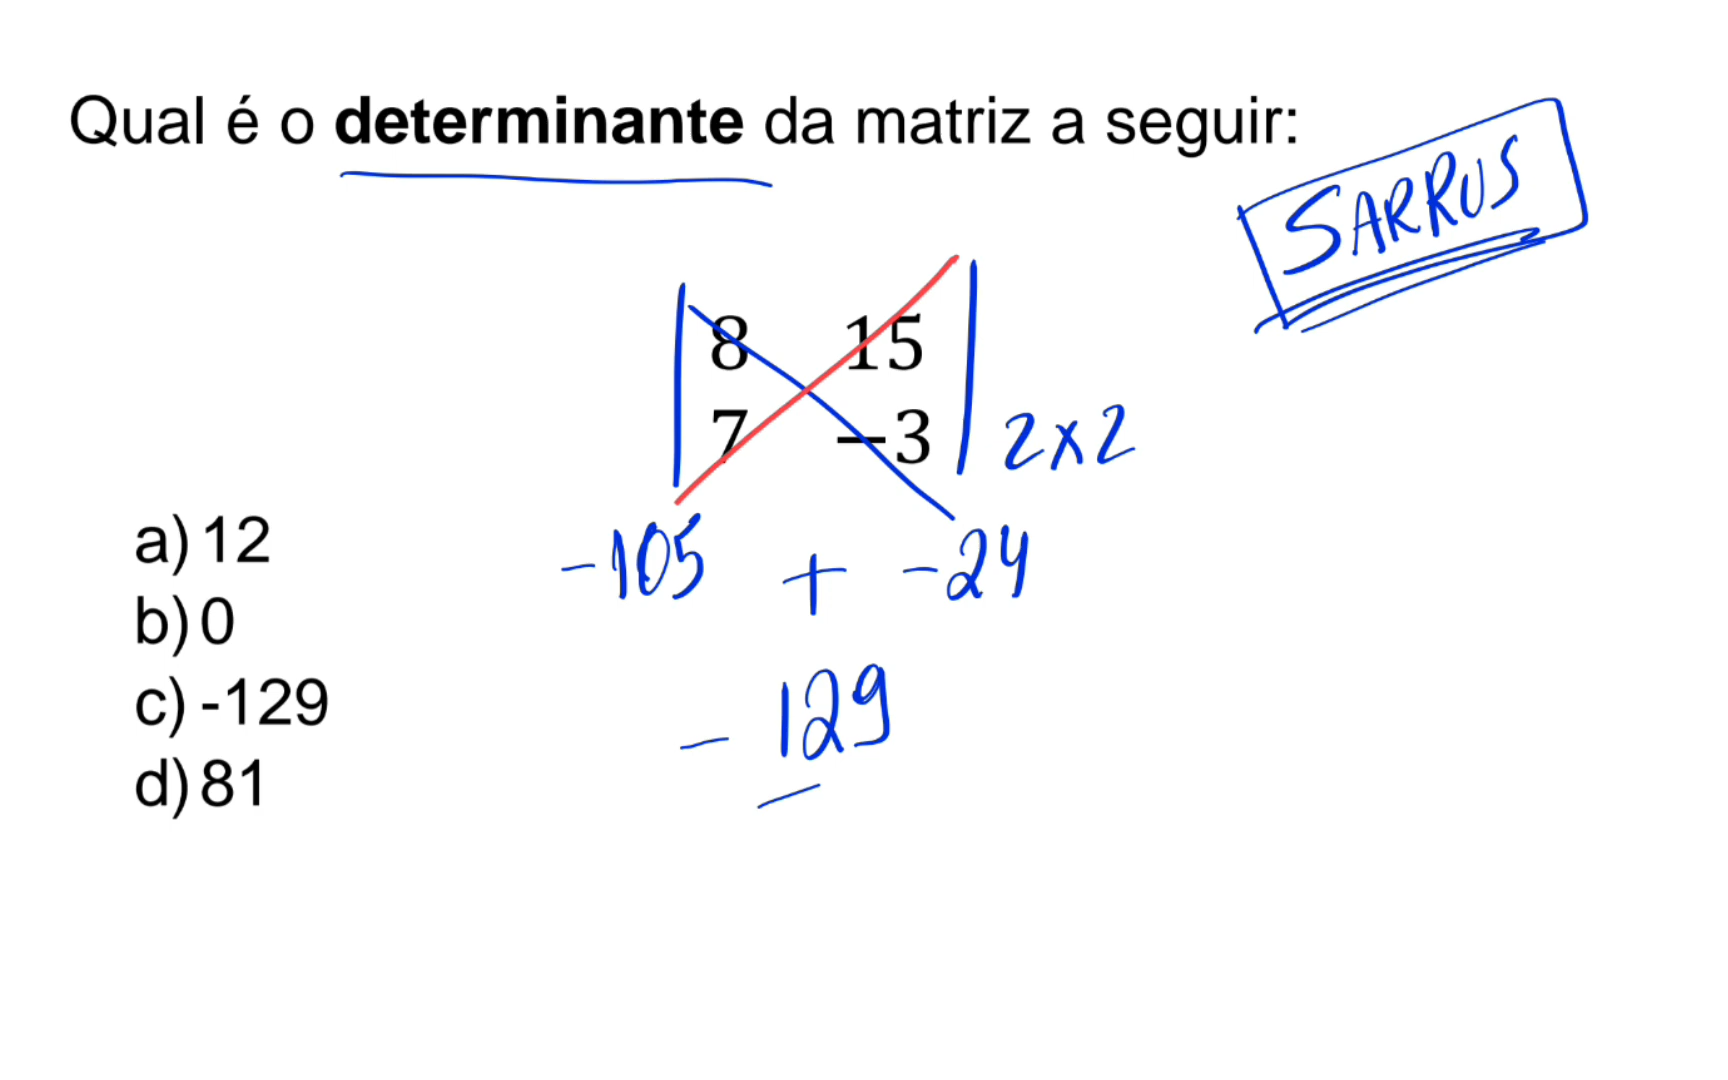 Qual é o determinante da matriz a seguir:
SARRUS
8 15
7 −3
2x2
-105 + -24
- 129
a) 12
b) 0
c) -129
d) 81